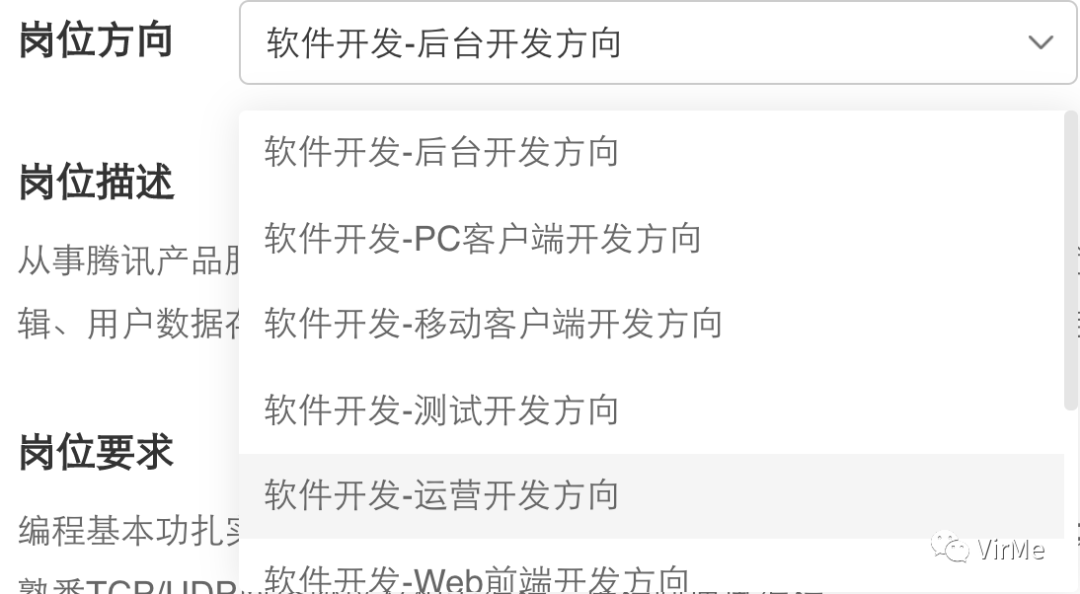 岗位方向
软件开发-后台开发方向
软件开发-后台开发方向
岗位描述
软件开发-PC客户端开发方向
从事腾讯产品
软件开发-移动客户端开发方向
辑、用户数据
软件开发-测试开发方向
岗位要求
软件开发-运营开发方向
编程基本功扎
VirMe
软件开发-Web前端开发方向
熟悉TCP/UDP